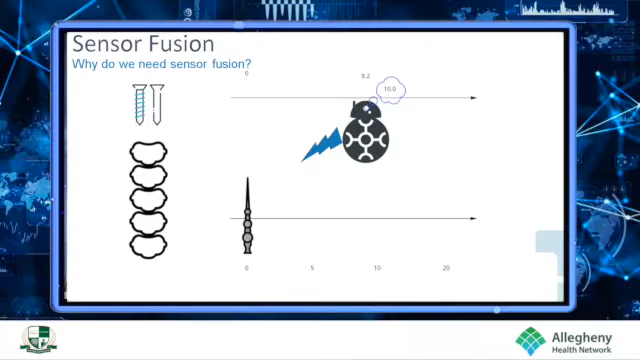 Sensor Fusion
Why do we need sensor fusion?
0
9.2
10.0
0
5
10
20
Allegheny
Health Network